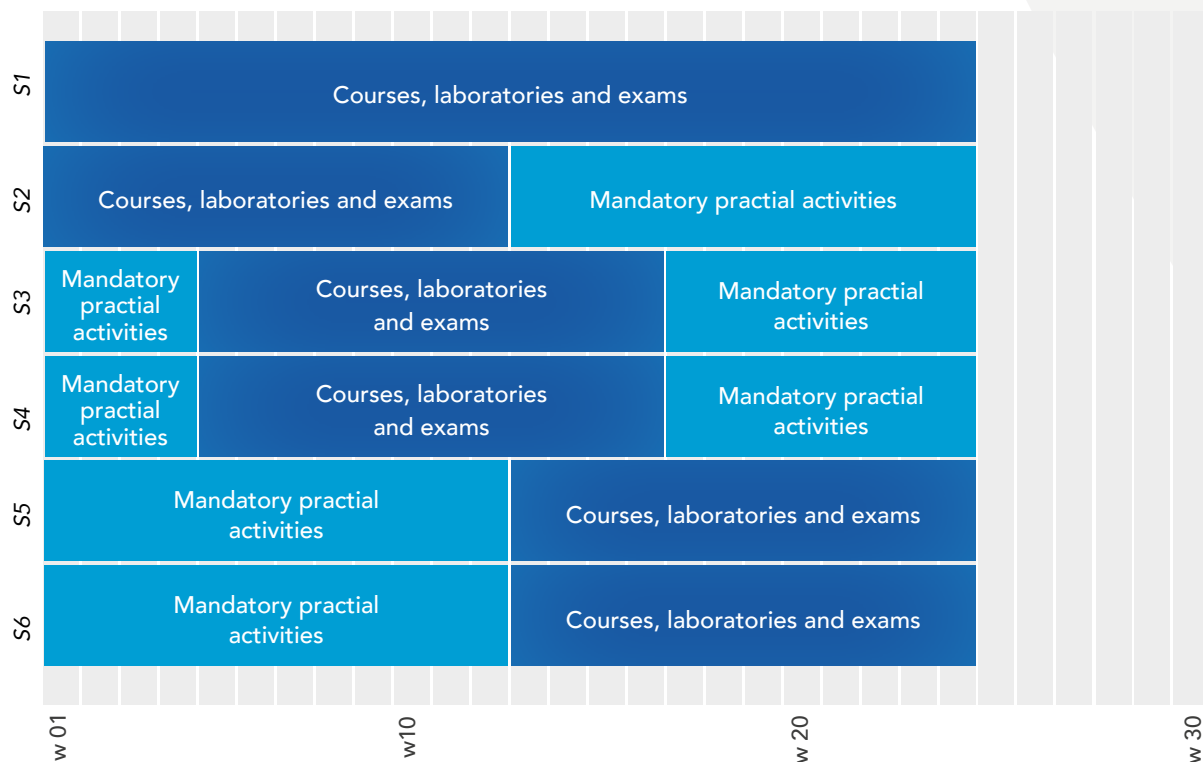 S1
Courses, laboratories and exams
S2
Courses, laboratories and exams
Mandatory practial activities
S3
Mandatory
practial
activities
Courses, laboratories
and exams
Mandatory practial
activities
S4
Mandatory
practial
activities
Courses, laboratories
and exams
Mandatory practial
activities
S5
Mandatory practial
activities
Courses, laboratories and exams
S6
Mandatory practial
activities
Courses, laboratories and exams
w 01
w10
w 20
w 30